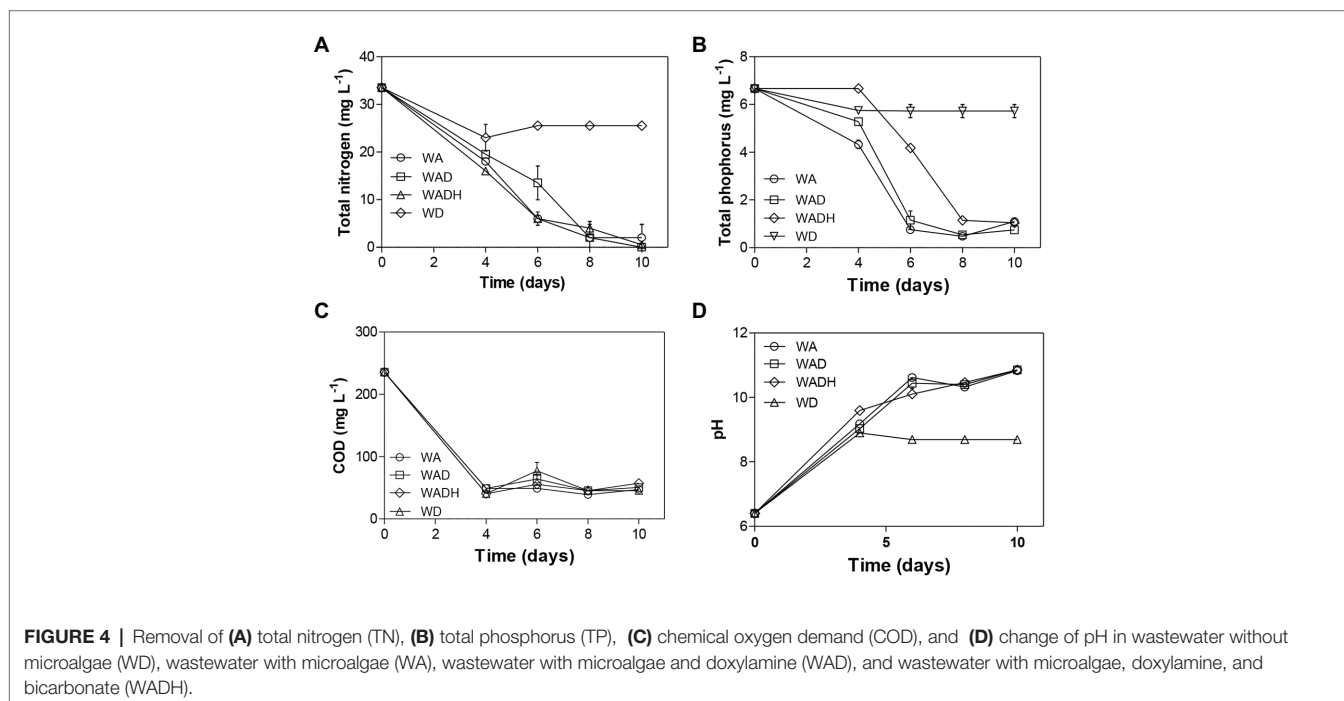 A
Total nitrogen (mg L-1)
40
30
20
10
0
WA
WAD
WADH
WD
0 2 4 6 8 10
Time (days)
B
Total phophorus (mg L-1)
8
6
4
2
0
WA
WAD
WADH
WD
0 2 4 6 8 10
Time (days)
C
COD (mg L-1)
300
200
100
0
WA
WAD
WADH
WD
0 2 4 6 8 10
Time (days)
D
pH
12
10
8
6
WA
WAD
WADH
WD
0 5 10
Time (days)
FIGURE 4 | Removal of (A) total nitrogen (TN), (B) total phosphorus (TP), (C) chemical oxygen demand (COD), and (D) change of pH in wastewater without
microalgae (WD), wastewater with microalgae (WA), wastewater with microalgae and doxylamine (WAD), and wastewater with microalgae, doxylamine, and
bicarbonate (WADH).